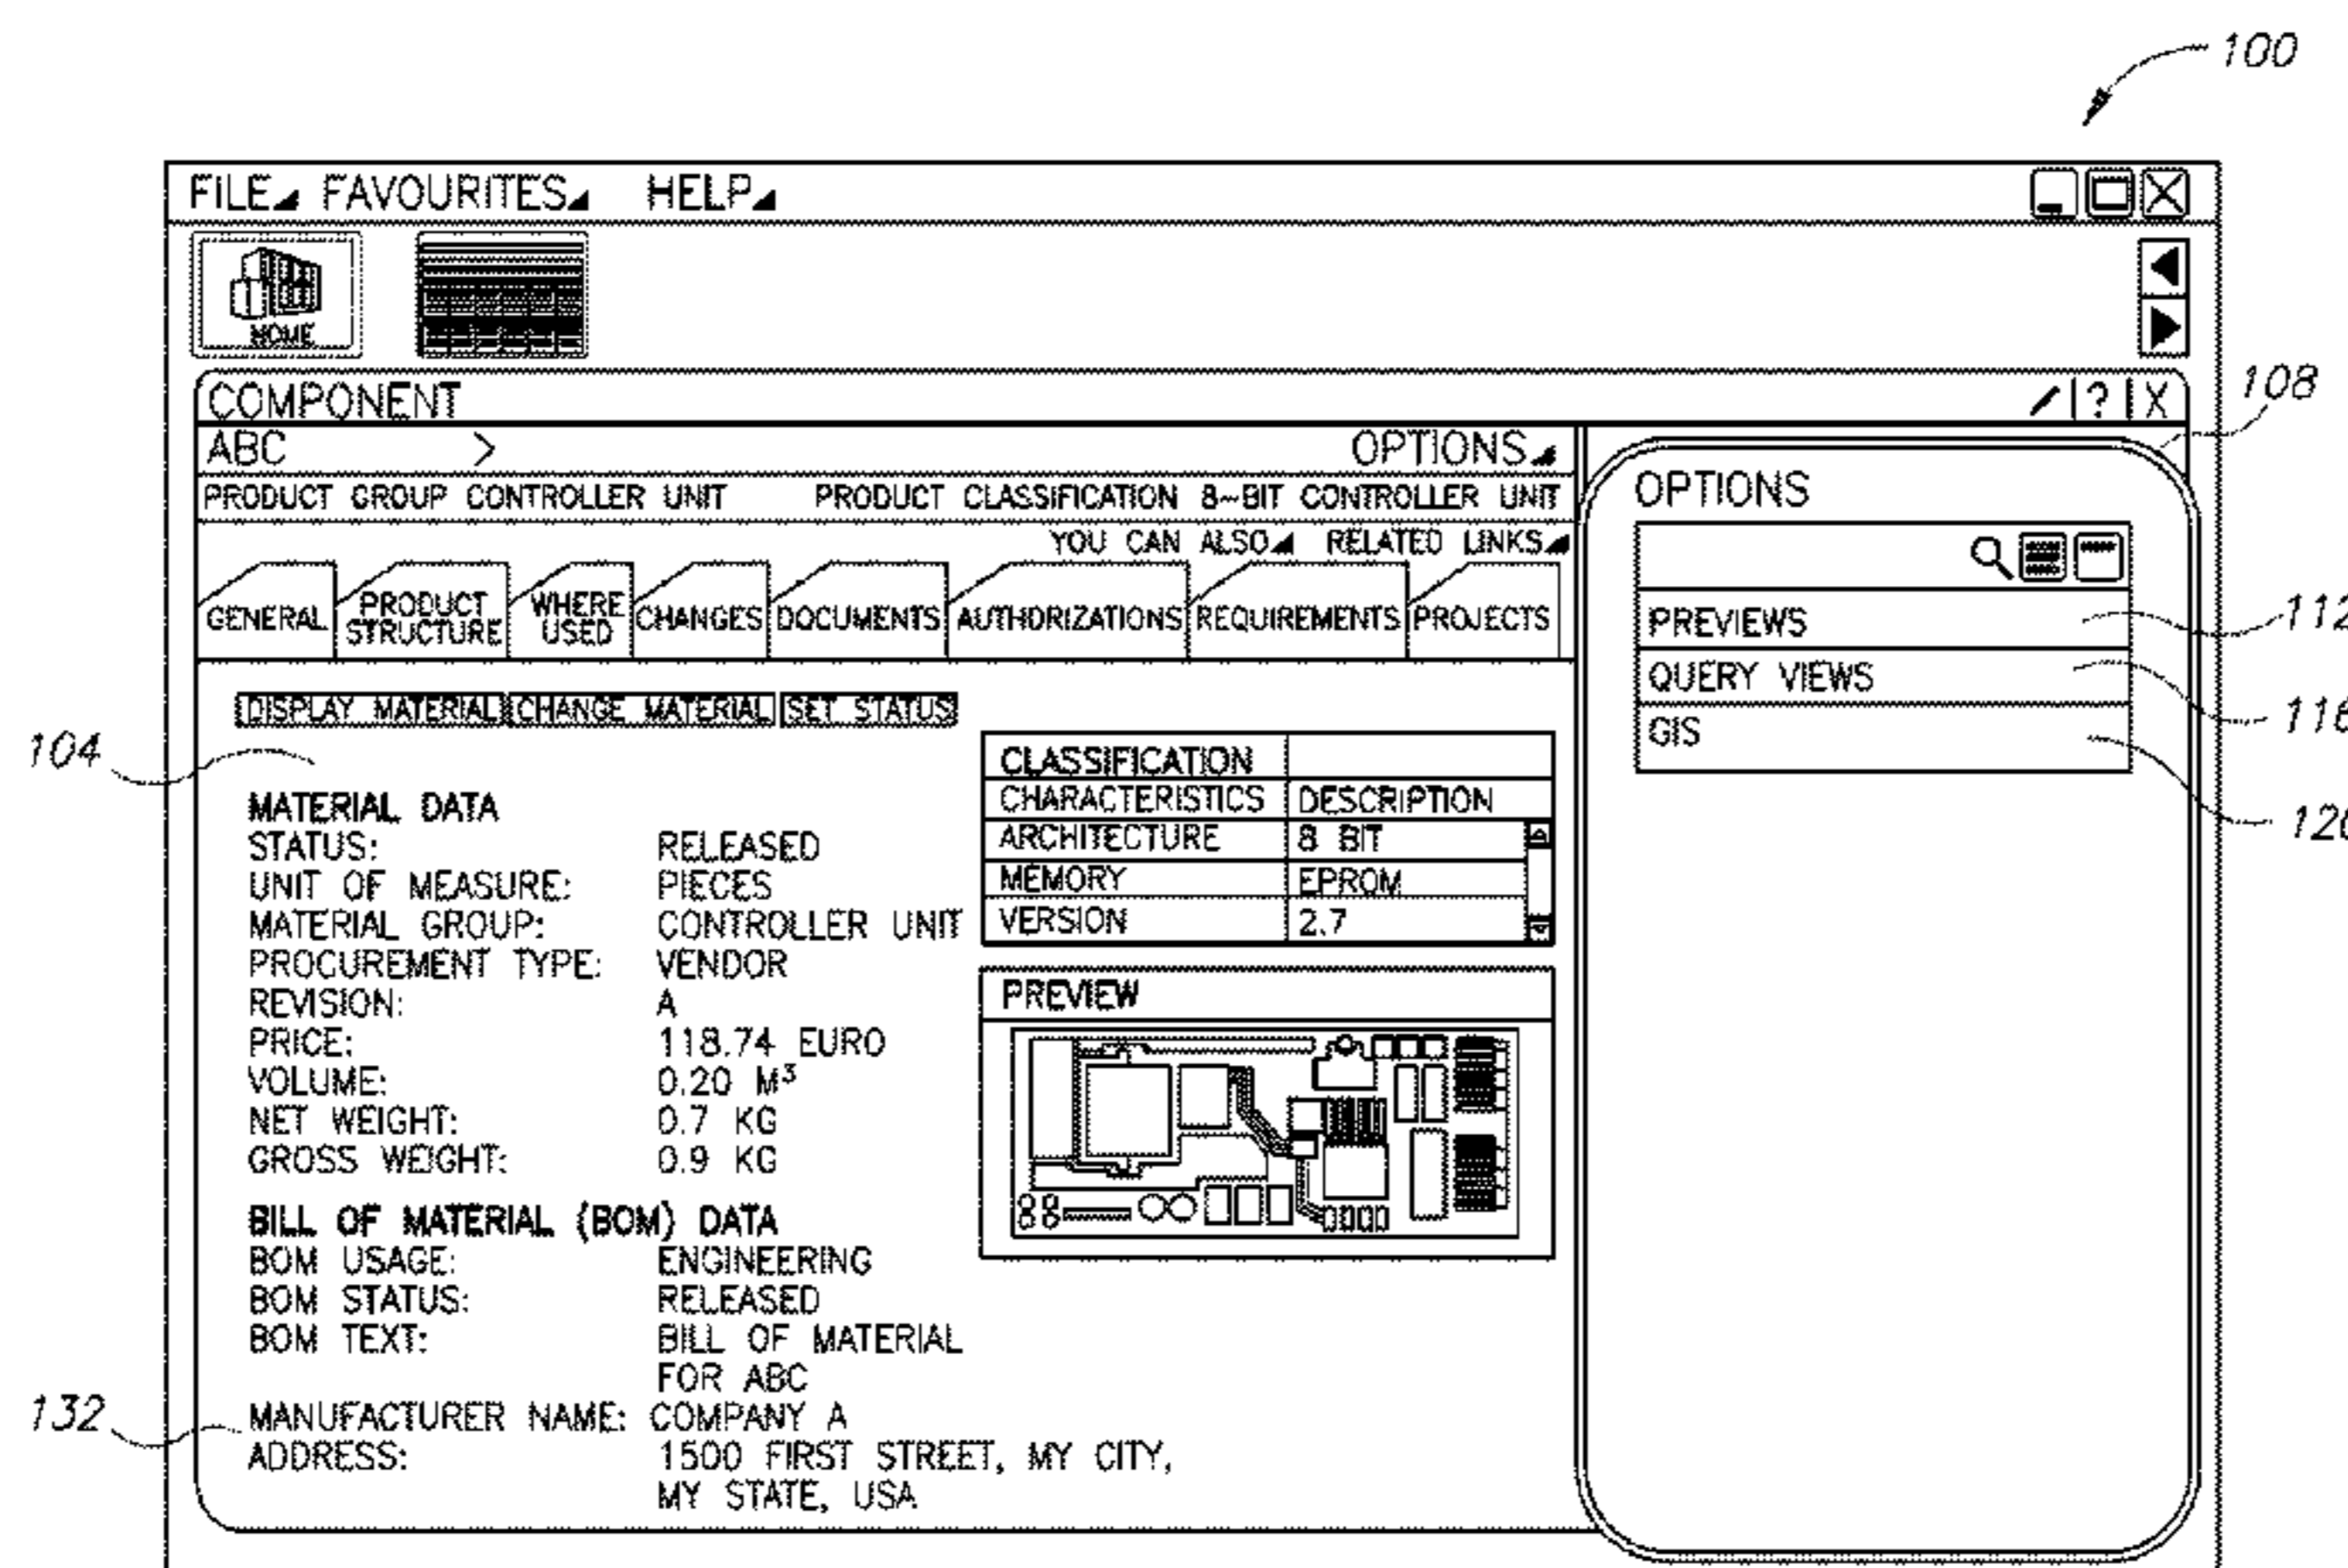 100
FILE FAVOURITES HELP
HOME
COMPONENT ? X
108
ABC > OPTIONS
PRODUCT GROUP CONTROLLER UNIT PRODUCT CLASSIFICATION 8-BIT CONTROLLER UNIT
YOU CAN ALSO RELATED LINKS
GENERAL PRODUCT STRUCTURE WHERE USED CHANGES DOCUMENTS AUTHORIZATIONS REQUIREMENTS PROJECTS
OPTIONS
PREVIEWS 112
QUERY VIEWS 116
GIS 120
DISPLAY MATERIAL CHANGE MATERIAL SET STATUS
104
MATERIAL DATA
STATUS: RELEASED
UNIT OF MEASURE: PIECES
MATERIAL GROUP: CONTROLLER UNIT
PROCUREMENT TYPE: VENDOR
REVISION: A
PRICE: 118.74 EURO
VOLUME: 0.20 M³
NET WEIGHT: 0.7 KG
GROSS WEIGHT: 0.9 KG
CLASSIFICATION
CHARACTERISTICS DESCRIPTION
ARCHITECTURE 8 BIT
MEMORY EPROM
VERSION 2.7
PREVIEW
BILL OF MATERIAL (BOM) DATA
BOM USAGE: ENGINEERING
BOM STATUS: RELEASED
BOM TEXT: BILL OF MATERIAL
FOR ABC
132
MANUFACTURER NAME: COMPANY A
ADDRESS: 1500 FIRST STREET, MY CITY,
MY STATE, USA